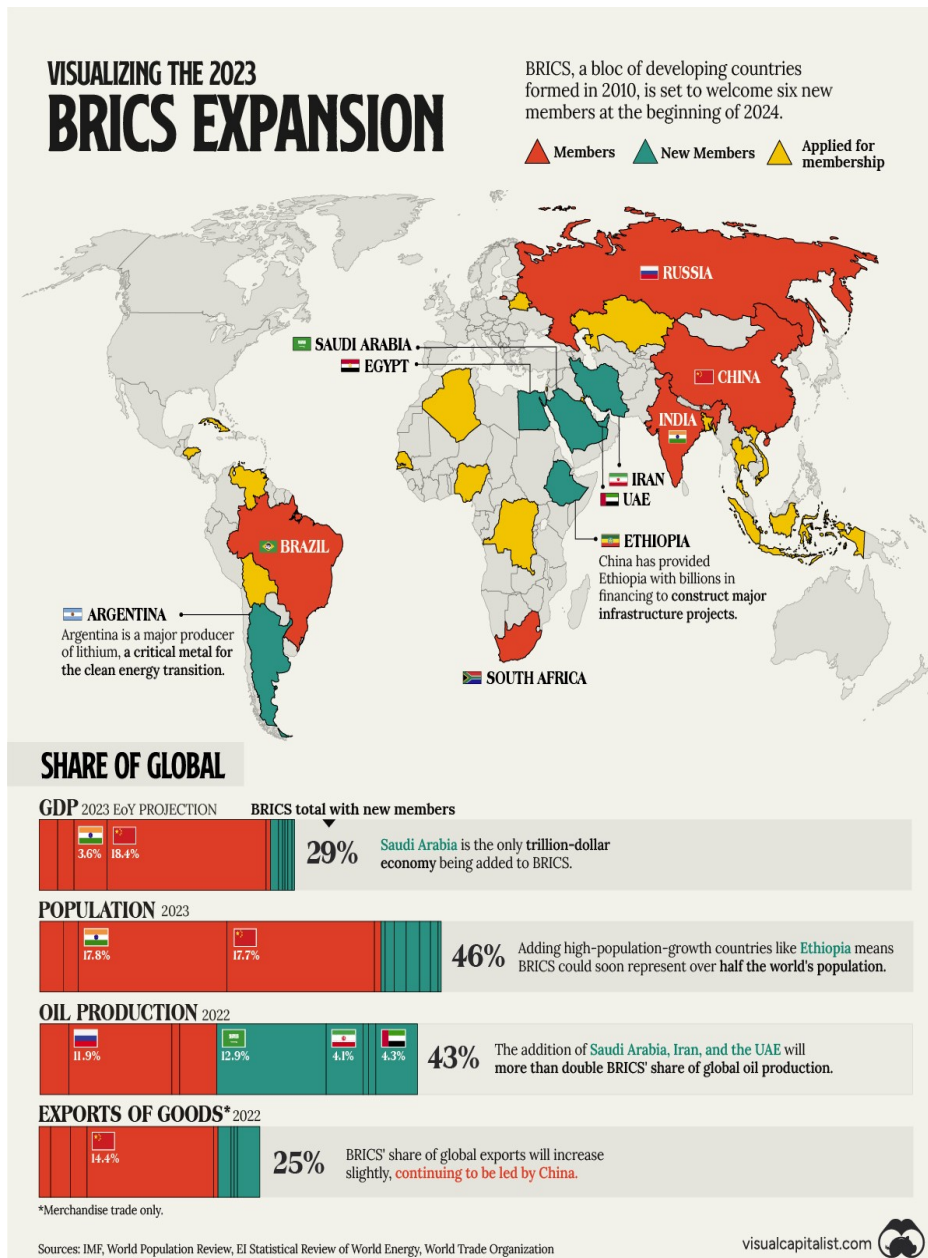 VISUALIZING THE 2023
BRICS EXPANSION
BRICS, a bloc of developing countries
formed in 2010, is set to welcome six new
members at the beginning of 2024.
Members
New Members
Applied for
membership
RUSSIA
SAUDI ARABIA
EGYPT
CHINA
INDIA
IRAN
UAE
BRAZIL
ETHIOPIA
China has provided
Ethiopia with billions in
financing to construct major
infrastructure projects.
ARGENTINA
Argentina is a major producer
of lithium, a critical metal for
the clean energy transition.
SOUTH AFRICA
SHARE OF GLOBAL
GDP 2023 EoY PROJECTION
BRICS total with new members
3.6%
18.4%
29%
Saudi Arabia is the only trillion-dollar
economy being added to BRICS.
POPULATION 2023
17.8%
17.7%
46%
Adding high-population-growth countries like Ethiopia means
BRICS could soon represent over half the world's population.
OIL PRODUCTION 2022
11.9%
12.9%
4.1%
4.3%
43%
The addition of Saudi Arabia, Iran, and the UAE will
more than double BRICS' share of global oil production.
EXPORTS OF GOODS* 2022
14.4%
25%
BRICS' share of global exports will increase
slightly, continuing to be led by China.
*Merchandise trade only.
Sources: IMF, World Population Review, EI Statistical Review of World Energy, World Trade Organization
visualcapitalist.com